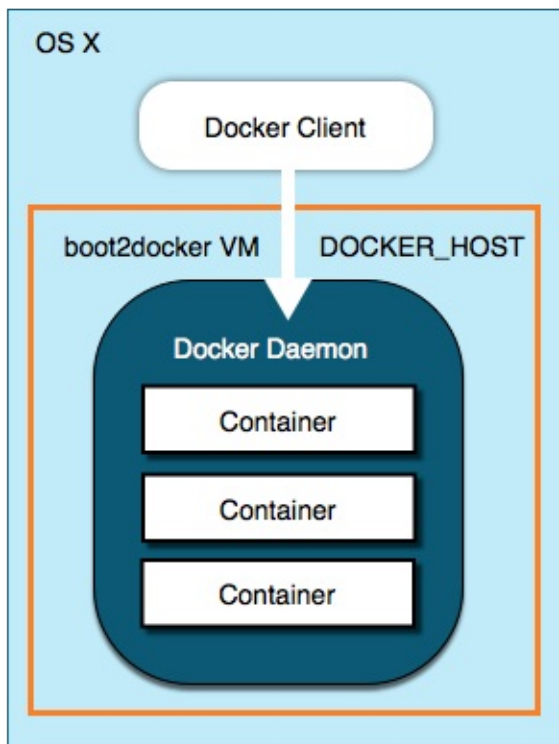 OS X
Docker Client
boot2docker VM
DOCKER_HOST
Docker Daemon
Container
Container
Container